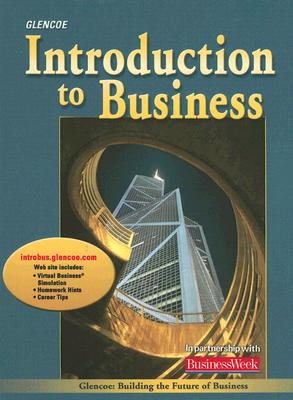 GLENCOE
Introduction
to Business
introbus.glencoe.com
Web site includes:
• Virtual Business®
Simulation
• Homework Hints
• Career Tips
In partnership with
BusinessWeek
Glencoe: Building the Future of Business